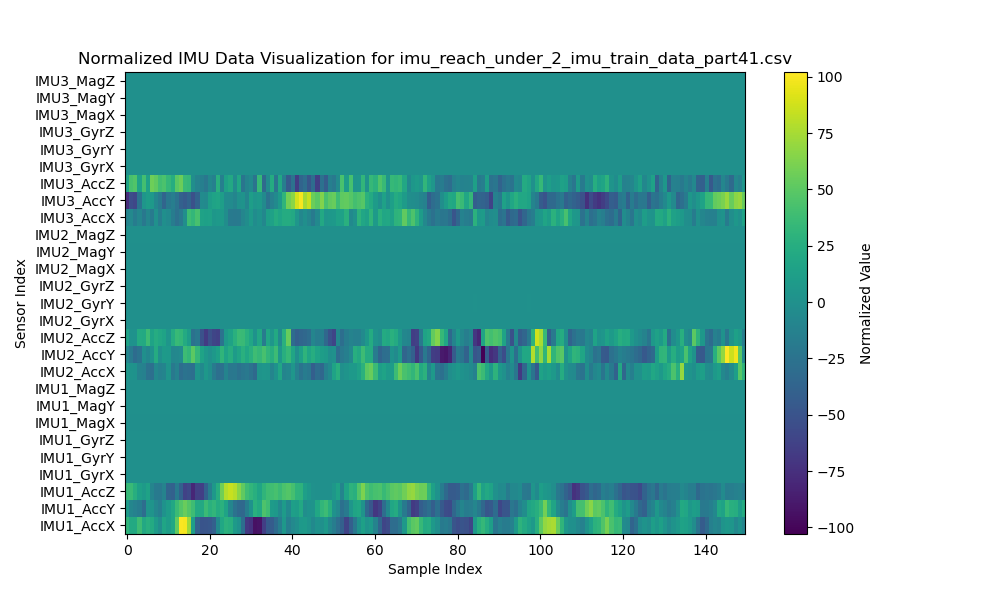 Normalized IMU Data Visualization for imu_reach_under_2_imu_train_data_part41.csv
IMU3_MagZ
IMU3_MagY
IMU3_MagX
IMU3_GyrZ
IMU3_GyrY
IMU3_GyrX
IMU3_AccZ
IMU3_AccY
IMU3_AccX
IMU2_MagZ
IMU2_MagY
IMU2_MagX
IMU2_GyrZ
IMU2_GyrY
IMU2_GyrX
IMU2_AccZ
IMU2_AccY
IMU2_AccX
IMU1_MagZ
IMU1_MagY
IMU1_MagX
IMU1_GyrZ
IMU1_GyrY
IMU1_GyrX
IMU1_AccZ
IMU1_AccY
IMU1_AccX
Sensor Index
0 20 40 60 80 100 120 140
Sample Index
100
75
50
25
0
−25
−50
−75
−100
Normalized Value